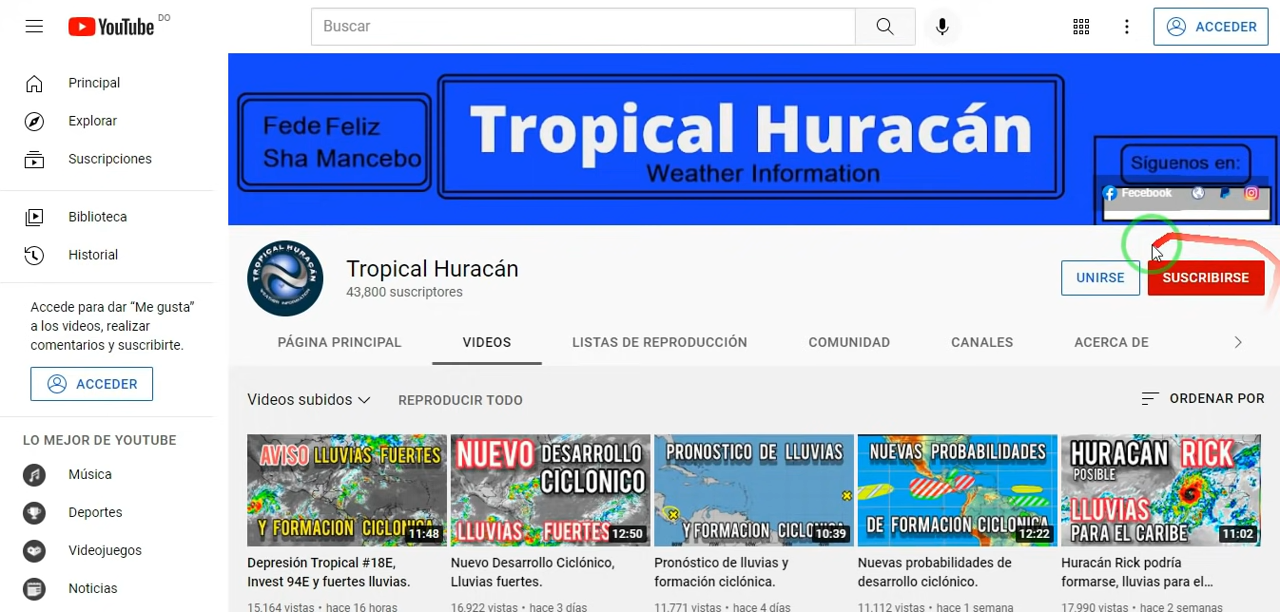 YouTube DO
Buscar
ACCEDER
Principal
Explorar
Suscripciones
Biblioteca
Historial
Accede para dar “Me gusta”
a los videos, realizar
comentarios y suscribirte.
ACCEDER
LO MEJOR DE YOUTUBE
Música
Deportes
Videojuegos
Noticias
Fede Feliz
Sha Mancebo
Tropical Huracán
Weather Information
Síguenos en:
Fecebook
TROPICAL HURACÁN
WEATHER INFORMATION
Tropical Huracán
43,800 suscriptores
UNIRSE
SUSCRIBIRSE
PÁGINA PRINCIPAL VIDEOS LISTAS DE REPRODUCCIÓN COMUNIDAD CANALES ACERCA DE
Videos subidos REPRODUCIR TODO ORDENAR POR
AVISO LLUVIAS FUERTES
Y FORMACION CICLONICA
11:48
Depresión Tropical #18E,
Invest 94E y fuertes lluvias.
15,164 vistas • hace 16 horas
NUEVO DESARROLLO
CICLONICO
LLUVIAS FUERTES
12:50
Nuevo Desarrollo Ciclónico,
Lluvias fuertes.
16,922 vistas • hace 3 días
PRONOSTICO DE LLUVIAS
Y FORMACION CICLONICA
10:39
Pronóstico de lluvias y
formación ciclónica.
11,771 vistas • hace 4 días
NUEVAS PROBABILIDADES
DE FORMACION CICLONICA
12:22
Nuevas probabilidades de
desarrollo ciclónico.
11,112 vistas • hace 1 semana
HURACÁN RICK
POSIBLE
LLUVIAS
PARA EL CARIBE
11:02
Huracán Rick podría
formarse, lluvias para el...
17,990 vistas • hace 2 semanas